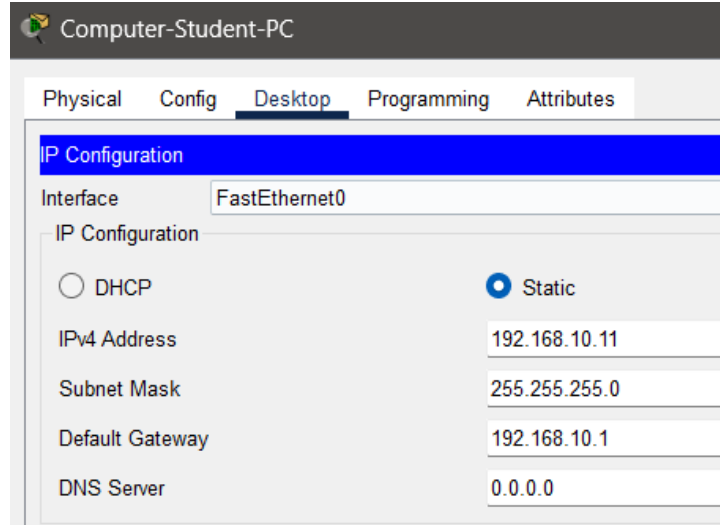 Computer-Student-PC
Physical Config Desktop Programming Attributes
IP Configuration
Interface FastEthernet0
IP Configuration
DHCP Static
IPv4 Address 192.168.10.11
Subnet Mask 255.255.255.0
Default Gateway 192.168.10.1
DNS Server 0.0.0.0